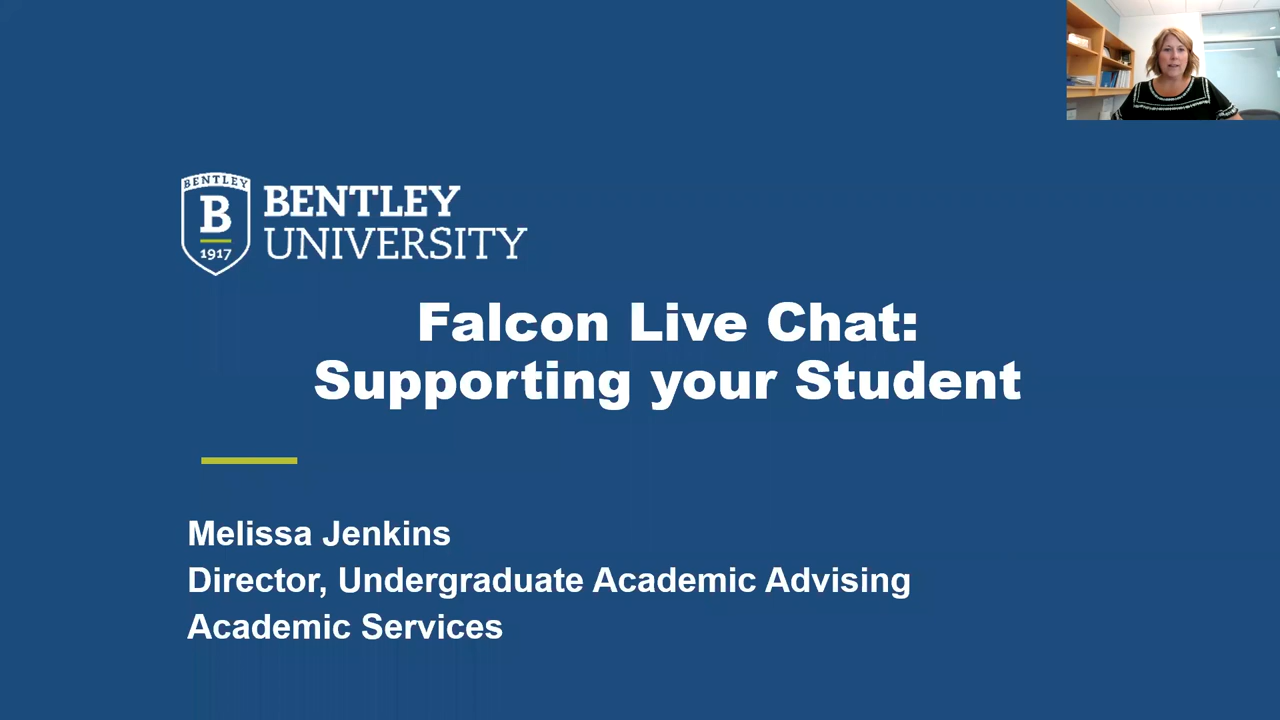 BENTLEY
B
1917
BENTLEY
UNIVERSITY
Falcon Live Chat:
Supporting your Student
Melissa Jenkins
Director, Undergraduate Academic Advising
Academic Services